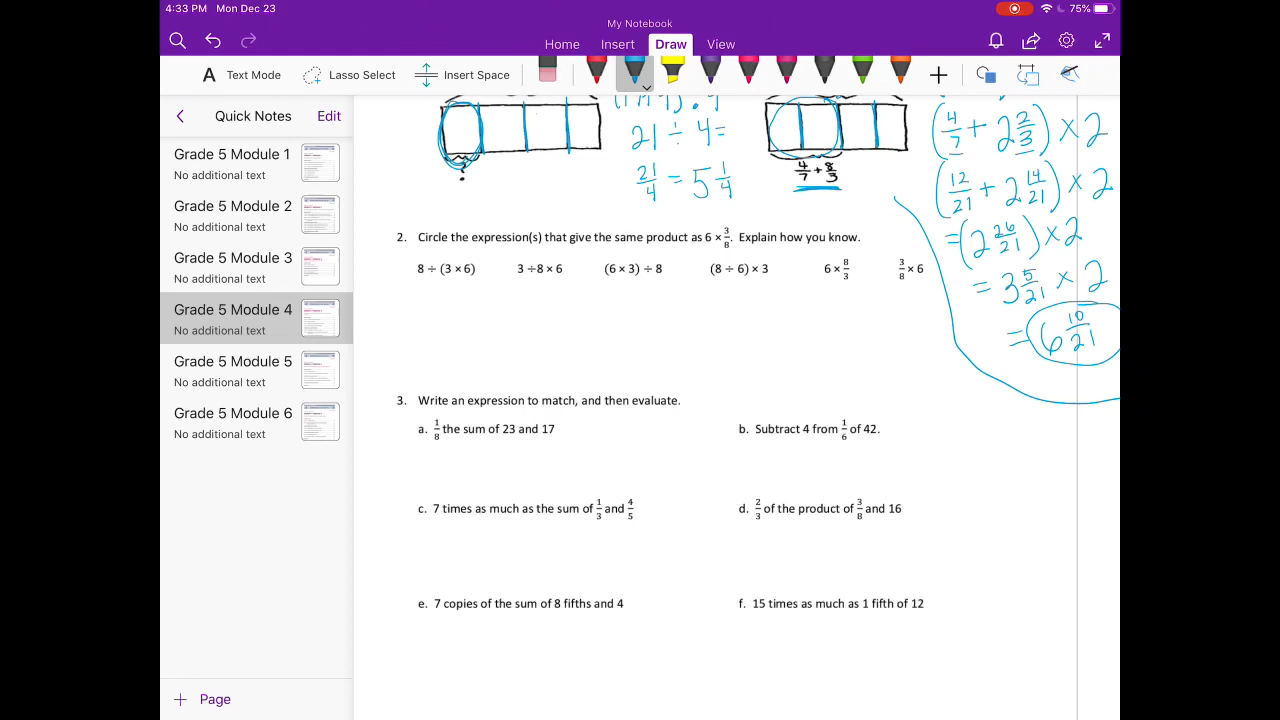 4:33 PM Mon Dec 23
75%
My Notebook
Home Insert Draw View
A Text Mode Lasso Select Insert Space
Quick Notes Edit
Grade 5 Module 1
No additional text
Grade 5 Module 2
No additional text
Grade 5 Module 3
No additional text
Grade 5 Module 4
No additional text
Grade 5 Module 5
No additional text
Grade 5 Module 6
No additional text
+ Page
?
21 ÷ 4 =
21/4 = 5 1/4
4/7 + 8/3
(4/7 + 2 2/3) × 2
(12/21 + 2 14/21) × 2
= (2 26/21) × 2
= 3 5/21 × 2
= 6 10/21
2. Circle the expression(s) that give the same product as 6 × 3/8. Explain how you know.
8 ÷ (3 × 6) 3 ÷8 × 6 (6 × 3) ÷ 8 (8 ÷ 6) × 3 6 × 8/3 3/8 × 6
3. Write an expression to match, and then evaluate.
a. 1/8 the sum of 23 and 17 b. Subtract 4 from 1/6 of 42.
c. 7 times as much as the sum of 1/3 and 4/5 d. 2/3 of the product of 3/8 and 16
e. 7 copies of the sum of 8 fifths and 4 f. 15 times as much as 1 fifth of 12